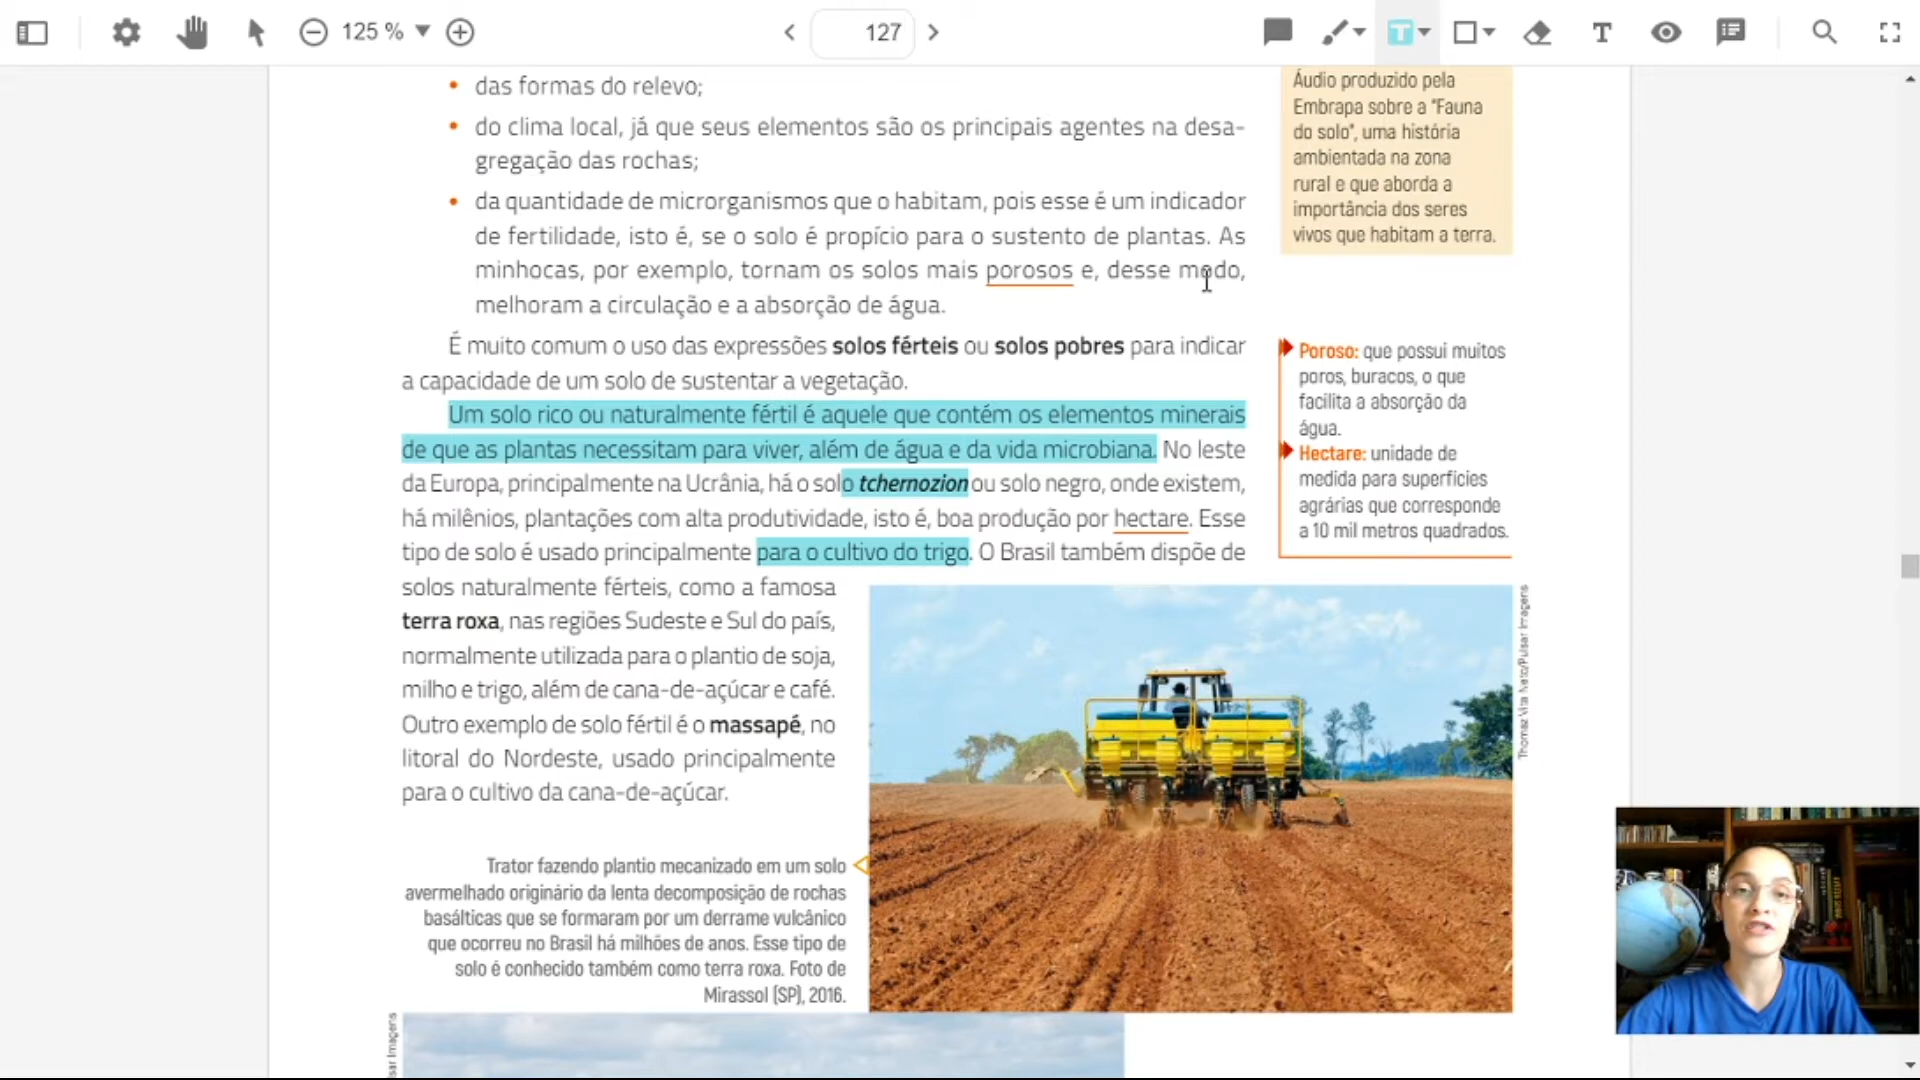 125 %
127
T
T
das formas do relevo;
do clima local, já que seus elementos são os principais agentes na desa-
gregação das rochas;
da quantidade de microrganismos que o habitam, pois esse é um indicador
de fertilidade, isto é, se o solo é propício para o sustento de plantas. As
minhocas, por exemplo, tornam os solos mais porosos e, desse modo,
melhoram a circulação e a absorção de água.
É muito comum o uso das expressões solos férteis ou solos pobres para indicar
a capacidade de um solo de sustentar a vegetação.
Um solo rico ou naturalmente fértil é aquele que contém os elementos minerais
de que as plantas necessitam para viver, além de água e da vida microbiana. No leste
da Europa, principalmente na Ucrânia, há o solo tchernozion ou solo negro, onde existem,
há milênios, plantações com alta produtividade, isto é, boa produção por hectare. Esse
tipo de solo é usado principalmente para o cultivo do trigo. O Brasil também dispõe de
solos naturalmente férteis, como a famosa
terra roxa, nas regiões Sudeste e Sul do país,
normalmente utilizada para o plantio de soja,
milho e trigo, além de cana-de-açúcar e café.
Outro exemplo de solo fértil é o massapé, no
litoral do Nordeste, usado principalmente
para o cultivo da cana-de-açúcar.
Áudio produzido pela
Embrapa sobre a "Fauna
do solo", uma história
ambientada na zona
rural e que aborda a
importância dos seres
vivos que habitam a terra.
Poroso: que possui muitos
poros, buracos, o que
facilita a absorção da
água.
Hectare: unidade de
medida para superfícies
agrárias que corresponde
a 10 mil metros quadrados.
Thomaz Vita Neto/Pulsar Imagens
Trator fazendo plantio mecanizado em um solo
avermelhado originário da lenta decomposição de rochas
basálticas que se formaram por um derrame vulcânico
que ocorreu no Brasil há milhões de anos. Esse tipo de
solo é conhecido também como terra roxa. Foto de
Mirassol (SP), 2016.
sar Imagens